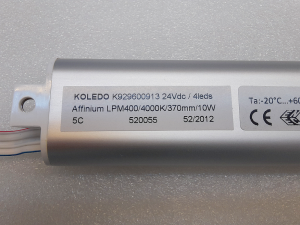 KOLEDO K929600913 24Vdc / 4leds
Affinium LPM400/4000K/370mm/10W
5C 520055 52/2012
Ta:-20°C...+60
CE